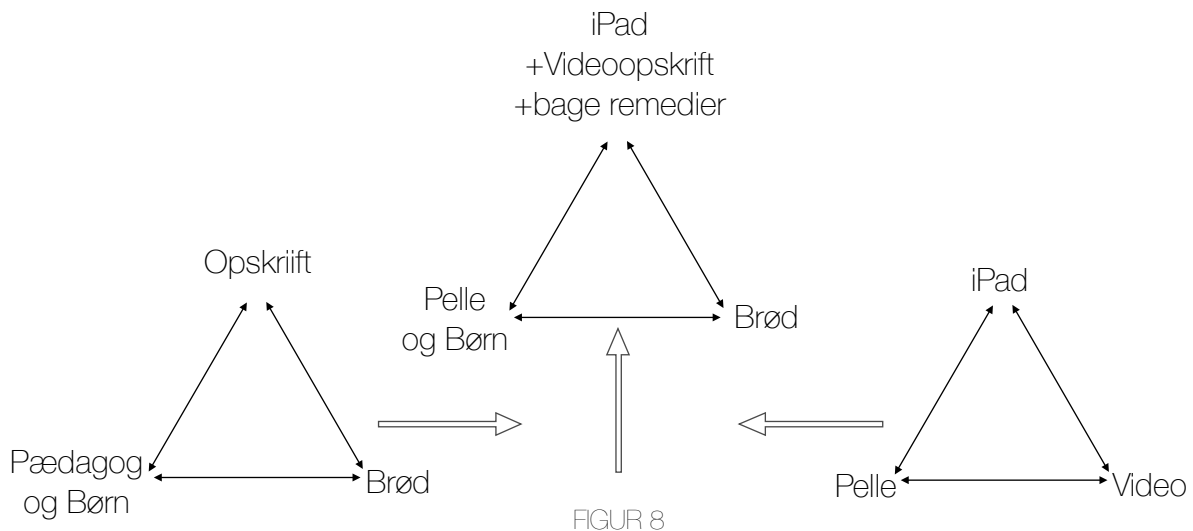 iPad
+Videoopskrift
+bage remedier
Pelle
og Børn
Brød
Opskriift
Pædagog
og Børn
Brød
iPad
Pelle
Video
FIGUR 8